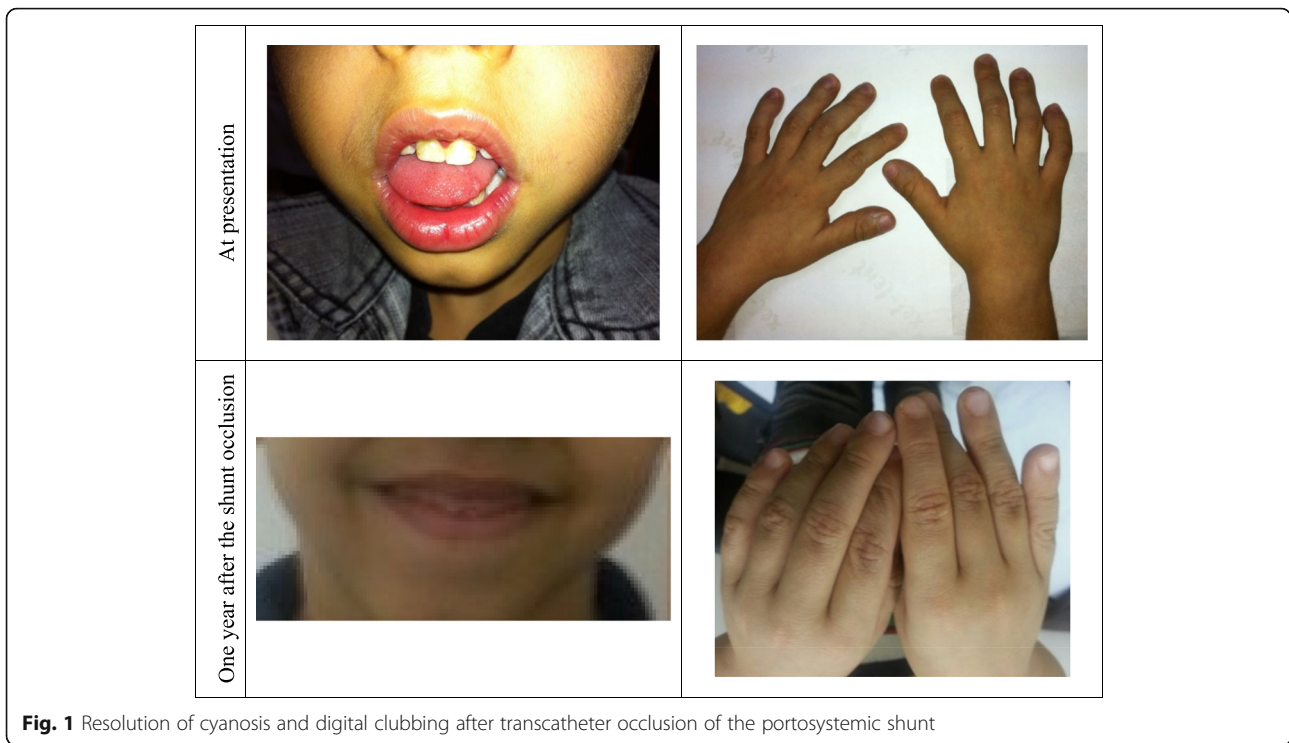 At presentation
One year after the shunt occlusion
Fig. 1 Resolution of cyanosis and digital clubbing after transcatheter occlusion of the portosystemic shunt